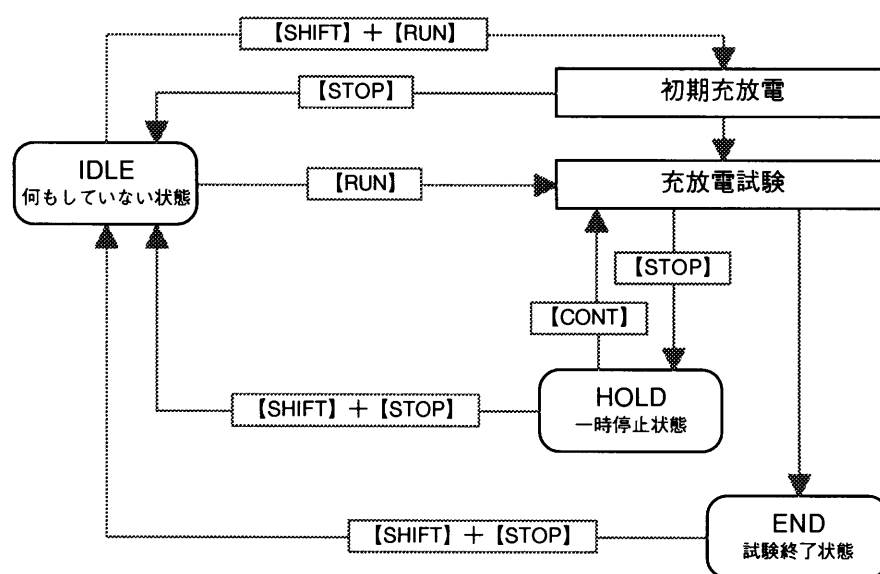 【SHIFT】＋【RUN】
【STOP】
初期充放電
IDLE
何もしていない状態
【RUN】
充放電試験
【STOP】
【CONT】
HOLD
一時停止状態
【SHIFT】＋【STOP】
END
試験終了状態
【SHIFT】＋【STOP】